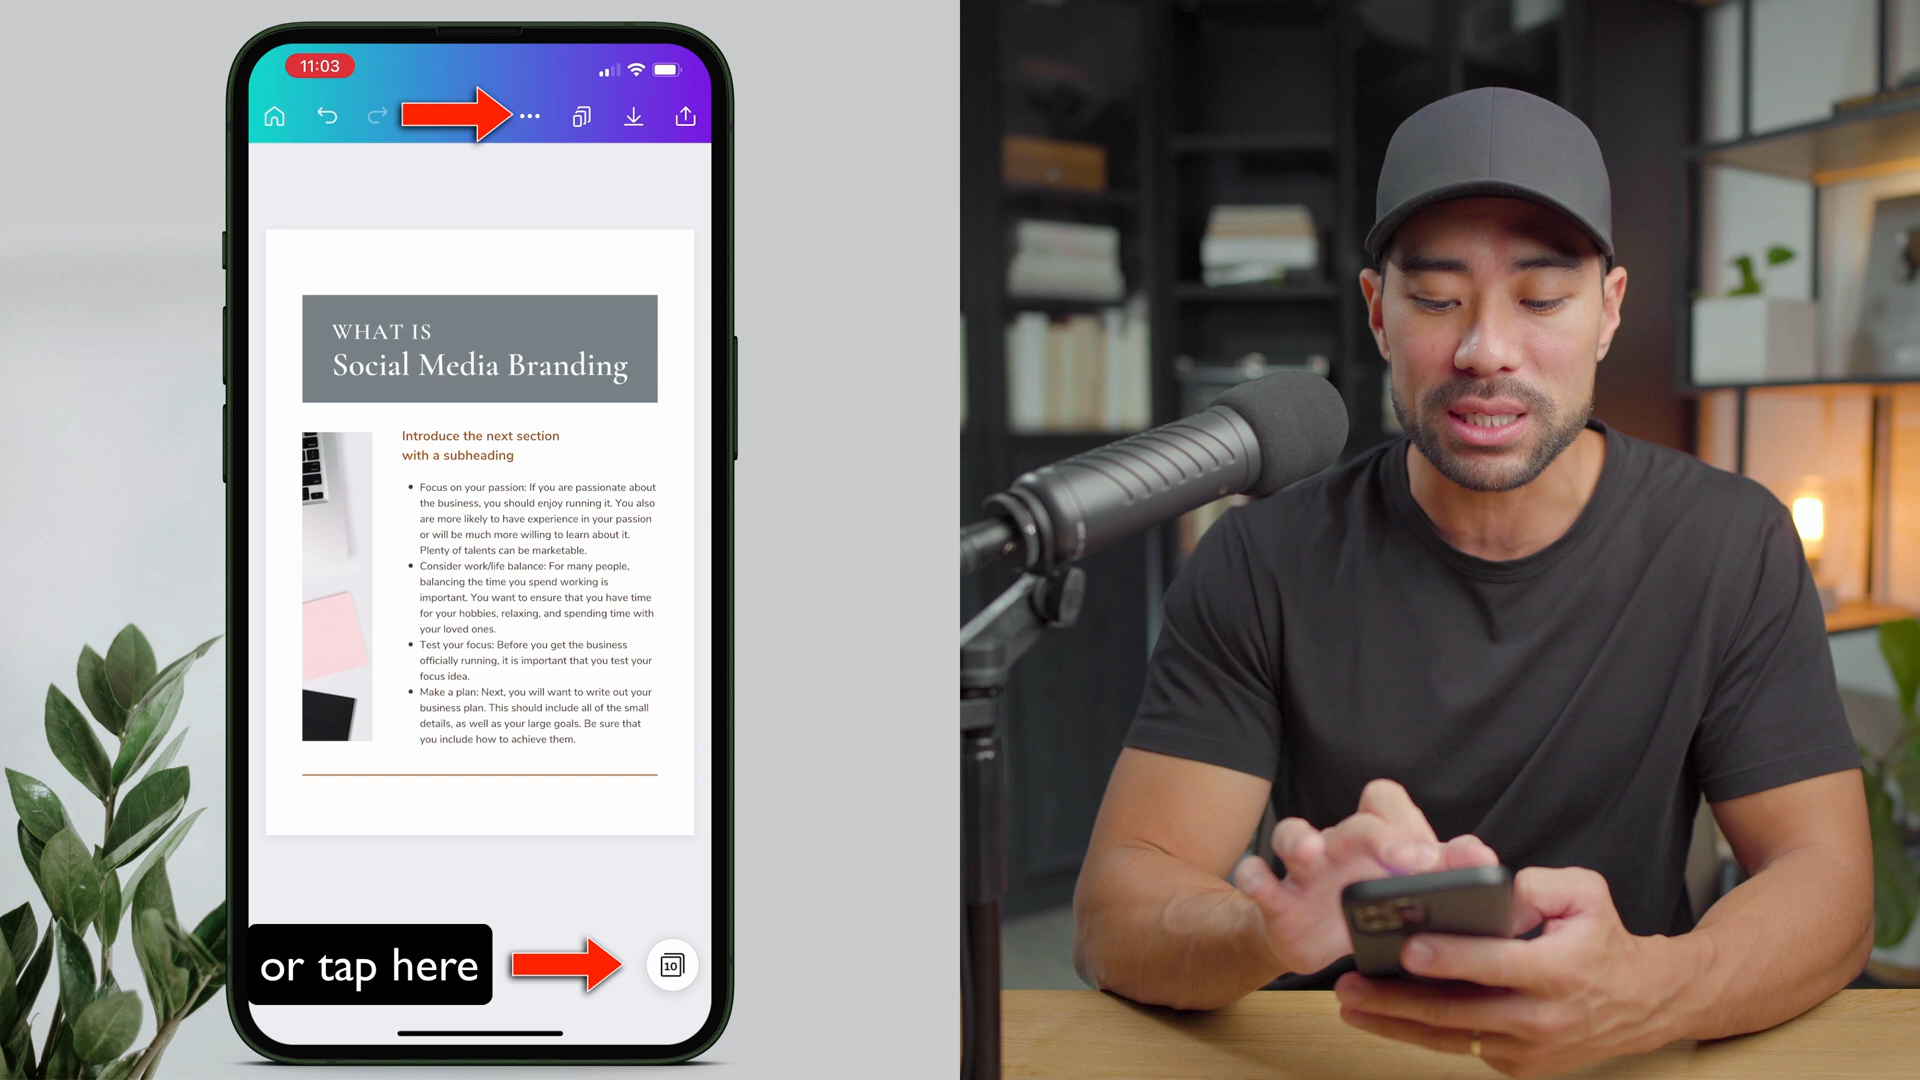 11:03
WHAT IS
Social Media Branding
Introduce the next section
with a subheading
Focus on your passion: If you are passionate about
the business, you should enjoy running it. You also
are more likely to have experience in your passion
or will be much more willing to learn about it.
Plenty of talents can be marketable.
Consider work/life balance: For many people,
balancing the time you spend working is
important. You want to ensure that you have time
for your hobbies, relaxing, and spending time with
your loved ones.
Test your focus: Before you get the business
officially running, it is important that you test your
focus idea.
Make a plan: Next, you will want to write out your
business plan. This should include all of the small
details, as well as your large goals. Be sure that
you include how to achieve them.
or tap here
10